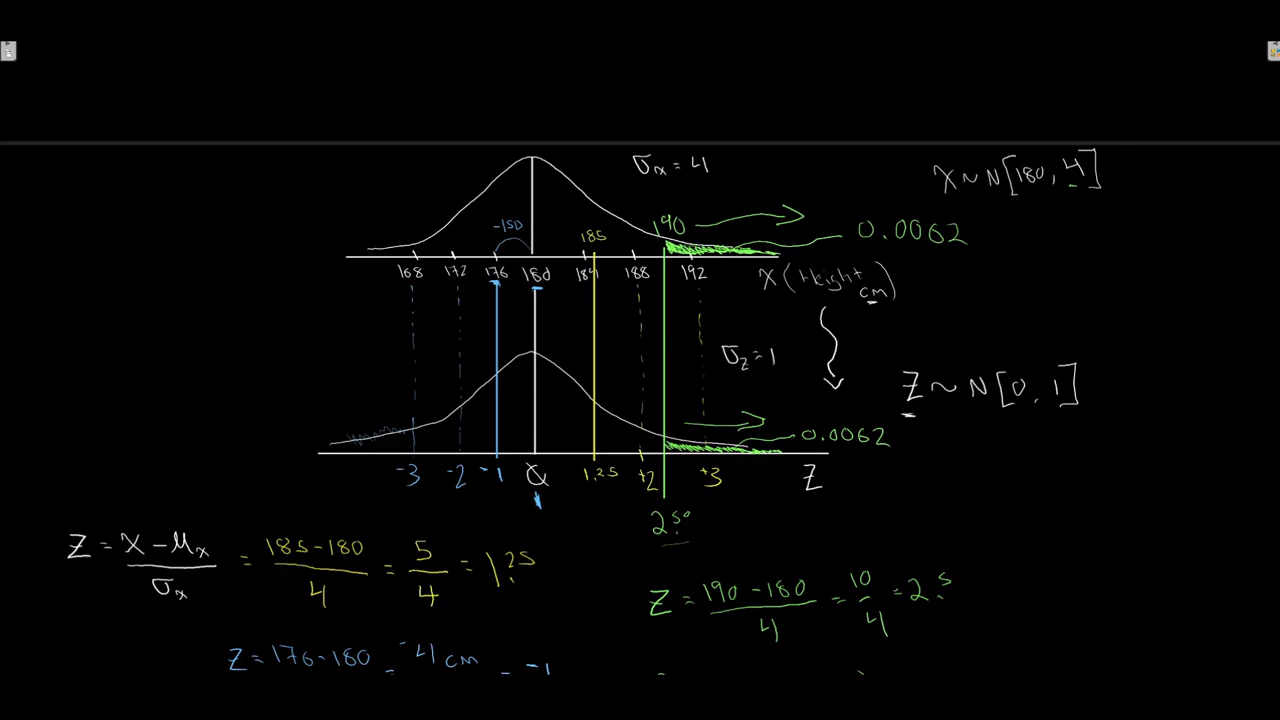 σx = 4
X ~ N[180, 4]
-1SD
185
190
0.0062
168 172 176 180 184 188 192
X (Height cm)
σz = 1
Z ~ N[0, 1]
0.0062
-3 -2 -1 0 1.25 +2 +3 Z
2.50
Z = X - μx / σx = 185-180 / 4 = 5 / 4 = 1.25
Z = 190 - 180 / 4 = 10 / 4 = 2.5
Z = 176 - 180 = -4 cm = -1